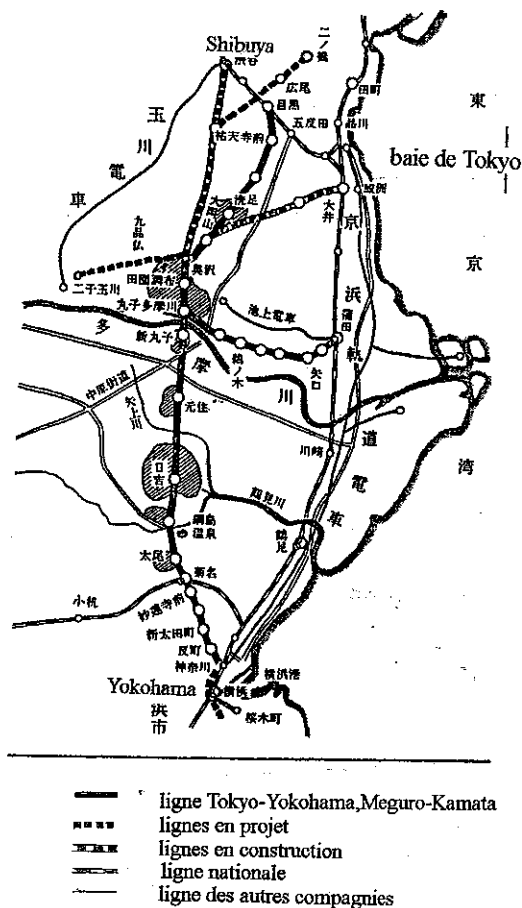 Shibuya
渋谷
広尾
目黒
田町
五反田
品川
祐天寺前
玉川電車
東京湾
baie de Tokyo
洗足
大岡山
大井
京浜軌道電車
九品仏
奥沢
二子玉川
田園調布
丸子多摩川
池上電車
蒲田
多摩川
新丸子
鵜ノ木
矢口
中原街道
矢上川
元住
川崎
日吉
鶴見川
綱島温泉
鶴見
太尾
菊名
小机
妙蓮寺前
新太田町
反町
神奈川
Yokohama
浜市
横浜
横浜港
桜木町
ligne Tokyo-Yokohama,Meguro-Kamata
lignes en projet
lignes en construction
ligne nationale
ligne des autres compagnies